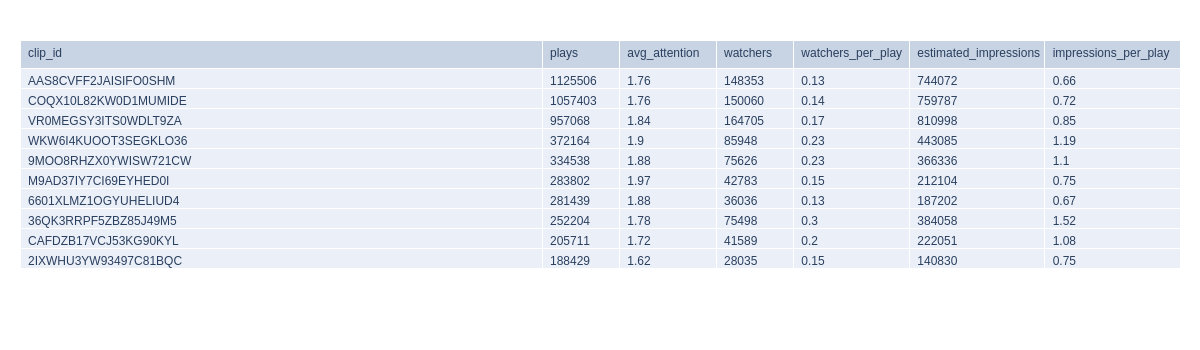 clip_id plays avg_attention watchers watchers_per_play estimated_impressions impressions_per_play
AAS8CVFF2JAISIFO0SHM 1125506 1.76 148353 0.13 744072 0.66
COQX10L82KW0D1MUMIDE 1057403 1.76 150060 0.14 759787 0.72
VR0MEGSY3ITS0WDLT9ZA 957068 1.84 164705 0.17 810998 0.85
WKW6I4KUOOT3SEGKLO36 372164 1.9 85948 0.23 443085 1.19
9MOO8RHZX0YWISW721CW 334538 1.88 75626 0.23 366336 1.1
M9AD37IY7CI69EYHED0I 283802 1.97 42783 0.15 212104 0.75
6601XLMZ1OGYUHELIUD4 281439 1.88 36036 0.13 187202 0.67
36QK3RRPF5ZBZ85J49M5 252204 1.78 75498 0.3 384058 1.52
CAFDZB17VCJ53KG90KYL 205711 1.72 41589 0.2 222051 1.08
2IXWHU3YW93497C81BQC 188429 1.62 28035 0.15 140830 0.75